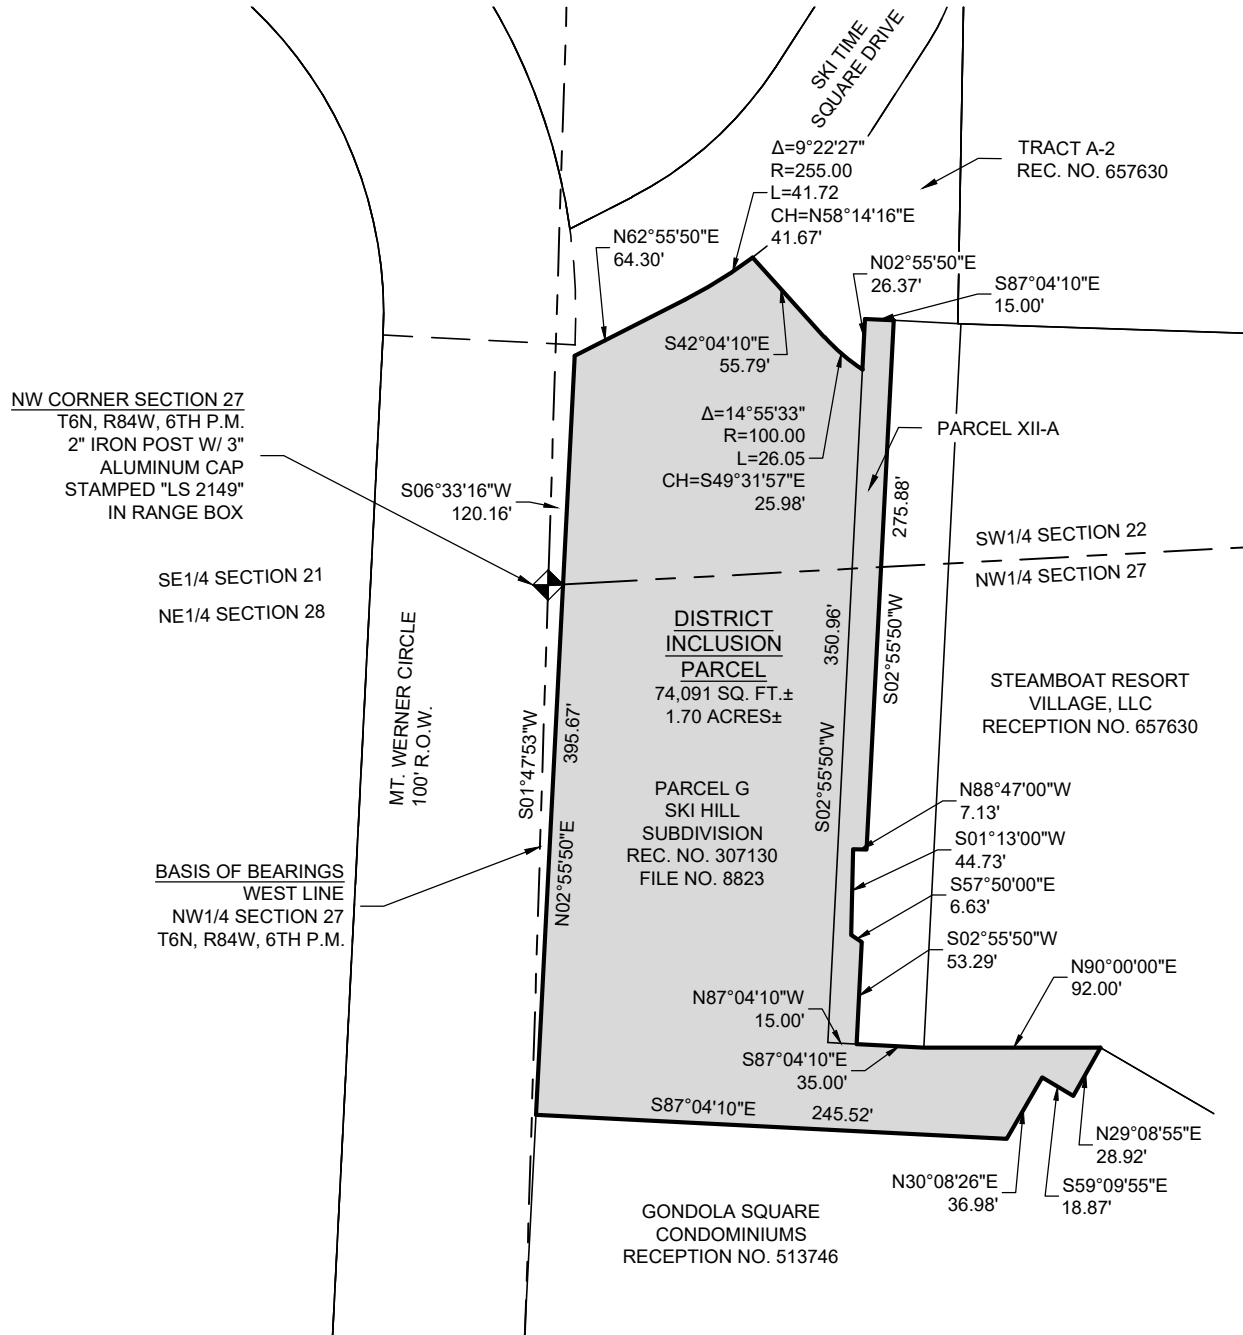 SKI TIME
SQUARE DRIVE
Δ=9°22'27"
R=255.00
L=41.72
CH=N58°14'16"E
41.67'
TRACT A-2
REC. NO. 657630
N62°55'50"E
64.30'
N02°55'50"E
26.37'
S87°04'10"E
15.00'
S42°04'10"E
55.79'
NW CORNER SECTION 27
T6N, R84W, 6TH P.M.
2" IRON POST W/ 3"
ALUMINUM CAP
STAMPED "LS 2149"
IN RANGE BOX
Δ=14°55'33"
R=100.00
L=26.05
CH=S49°31'57"E
25.98'
PARCEL XII-A
S06°33'16"W
120.16'
275.88'
S02°55'50"W
SW1/4 SECTION 22
NW1/4 SECTION 27
SE1/4 SECTION 21
NE1/4 SECTION 28
MT. WERNER CIRCLE
100' R.O.W.
DISTRICT
INCLUSION
PARCEL
74,091 SQ. FT.±
1.70 ACRES±
350.96'
S02°55'50"W
STEAMBOAT RESORT
VILLAGE, LLC
RECEPTION NO. 657630
S01°47'53"W
395.67'
N02°55'50"E
PARCEL G
SKI HILL
SUBDIVISION
REC. NO. 307130
FILE NO. 8823
N88°47'00"W
7.13'
S01°13'00"W
44.73'
S57°50'00"E
6.63'
S02°55'50"W
53.29'
BASIS OF BEARINGS
WEST LINE
NW1/4 SECTION 27
T6N, R84W, 6TH P.M.
N90°00'00"E
92.00'
N87°04'10"W
15.00'
S87°04'10"E
35.00'
S87°04'10"E 245.52'
N29°08'55"E
28.92'
N30°08'26"E
36.98'
S59°09'55"E
18.87'
GONDOLA SQUARE
CONDOMINIUMS
RECEPTION NO. 513746